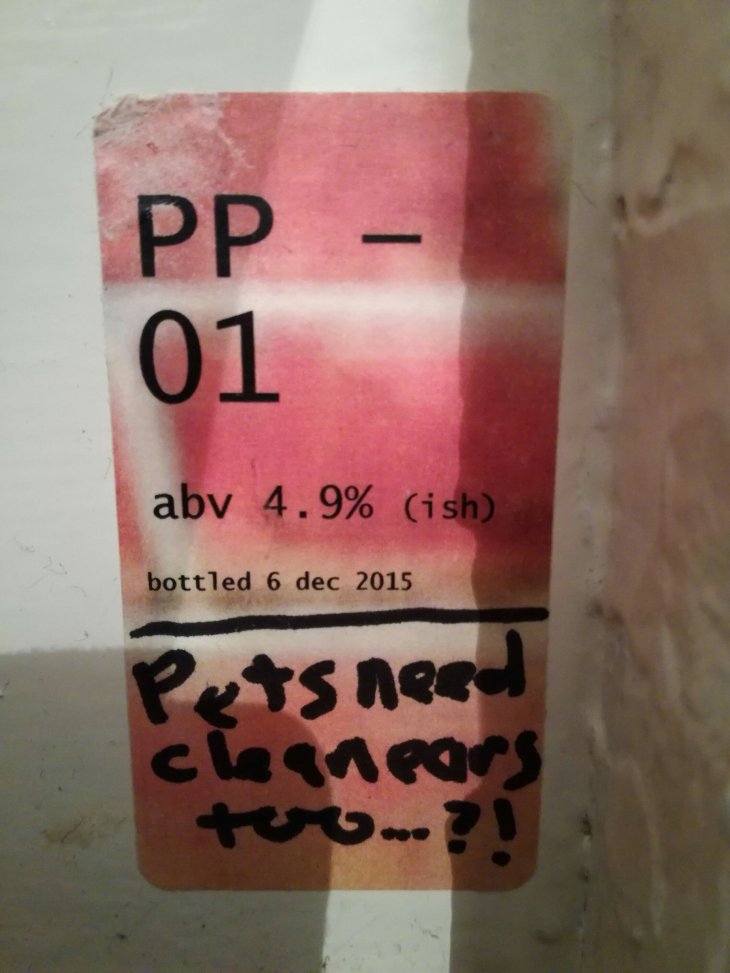 PP –
01
abv 4.9% (ish)
bottled 6 dec 2015
Pets need
clean ears
too...?!